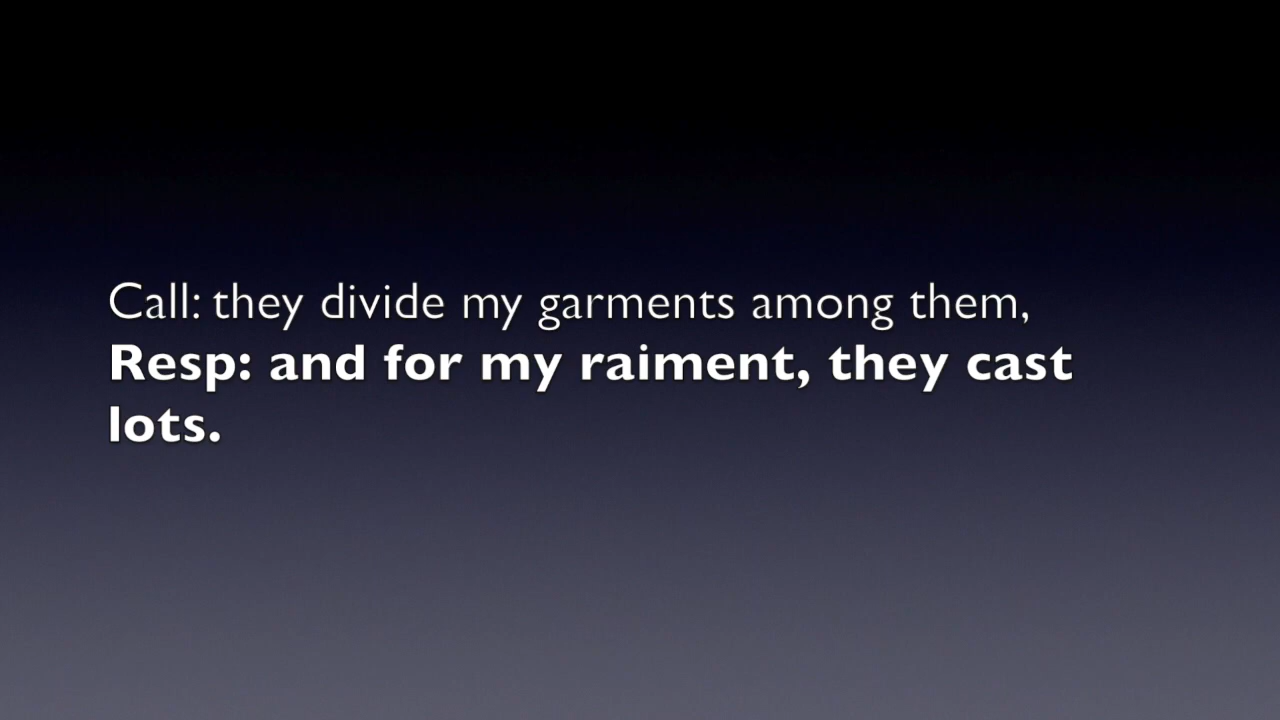 Call: they divide my garments among them,
Resp: and for my raiment, they cast
lots.